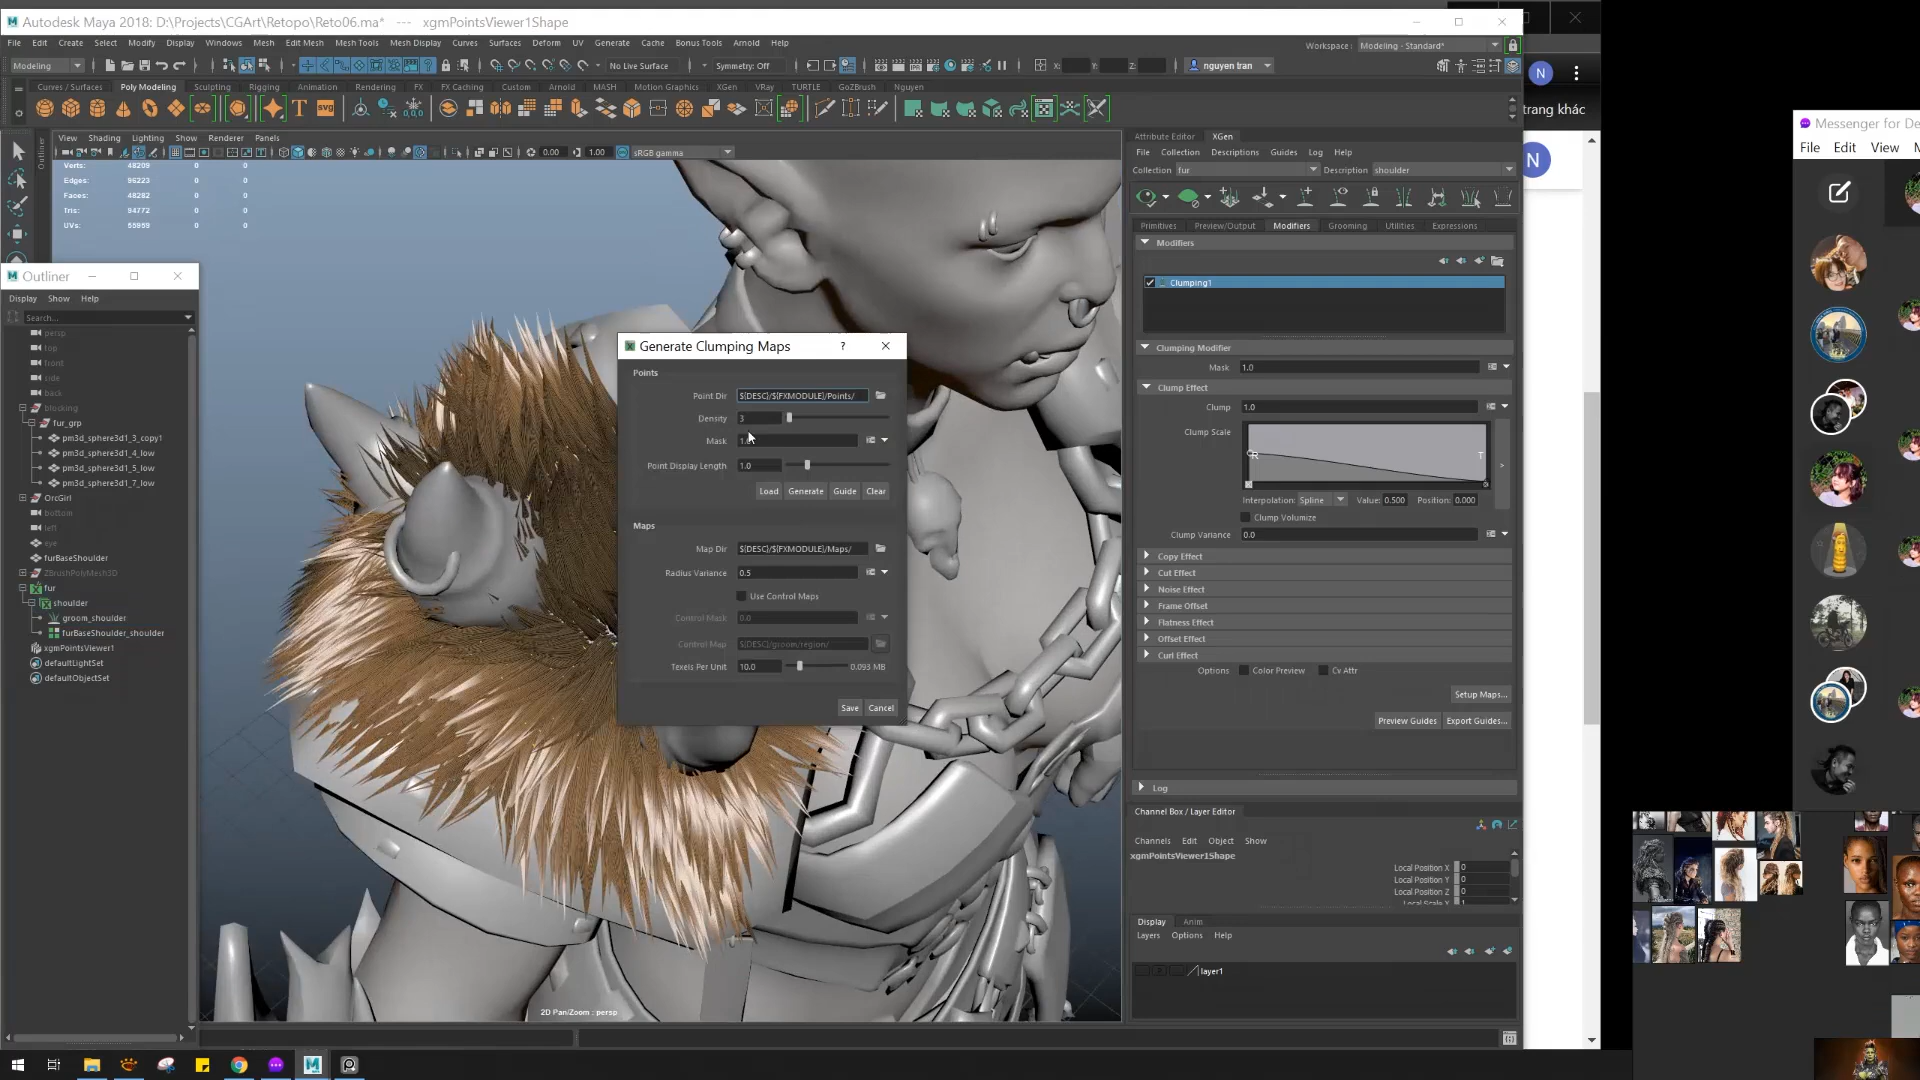 Autodesk Maya 2018: D:\Projects\CGArt\Retopo\Reto06.ma* --- xgmPointsViewer1Shape
File Edit Create Select Modify Display Windows Mesh Edit Mesh Mesh Tools Mesh Display Curves Surfaces Deform UV Generate Cache Bonus Tools Arnold Help
Workspace : Modeling - Standard*
Modeling
No Live Surface
Symmetry: Off
X:
Y:
Z:
nguyen tran
Curves / Surfaces Poly Modeling Sculpting Rigging Animation Rendering FX FX Caching Custom Arnold MASH Motion Graphics XGen VRay TURTLE GoZBrush Nguyen
N
trang khác
View Shading Lighting Show Renderer Panels
0.00
1.00
sRGB gamma
Verts: 48209 0 0
Edges: 96223 0 0
Faces: 48282 0 0
Tris: 94772 0 0
UVs: 55959 0 0
Outliner
Outliner
Display Show Help
Search...
persp
top
front
side
back
blocking
fur_grp
pm3d_sphere3d1_3_copy1
pm3d_sphere3d1_4_low
pm3d_sphere3d1_5_low
pm3d_sphere3d1_7_low
OrcGirl
bottom
left
eye
furBaseShoulder
ZBrushPolyMesh3D
fur
shoulder
groom_shoulder
furBaseShoulder_shoulder
xgmPointsViewer1
defaultLightSet
defaultObjectSet
Generate Clumping Maps
?
Points
Point Dir ${DESC}/${FXMODULE}/Points/
Density 3
Mask
Point Display Length 1.0
Load Generate Guide Clear
Maps
Map Dir ${DESC}/${FXMODULE}/Maps/
Radius Variance 0.5
Use Control Maps
Control Mask 0.0
Control Map ${DESC}/groom/region/
Texels Per Unit 10.0 0.093 MB
Save Cancel
2D Pan/Zoom : persp
Attribute Editor XGen
File Collection Descriptions Guides Log Help
Collection fur Description shoulder
Primitives Preview/Output Modifiers Grooming Utilities Expressions
Modifiers
Clumping1
Clumping Modifier
Mask 1.0
Clump Effect
Clump 1.0
Clump Scale
R
T
>
Interpolation: Spline Value: 0.500 Position: 0.000
Clump Volumize
Clump Variance 0.0
Copy Effect
Cut Effect
Noise Effect
Frame Offset
Flatness Effect
Offset Effect
Curl Effect
Options Color Preview Cv Attr
Setup Maps...
Preview Guides Export Guides...
Log
Channel Box / Layer Editor
Channels Edit Object Show
xgmPointsViewer1Shape
Local Position X 0
Local Position Y 0
Local Position Z 0
Local Scale X 1
Display Anim
Layers Options Help
layer1
N
Messenger for De
File Edit View